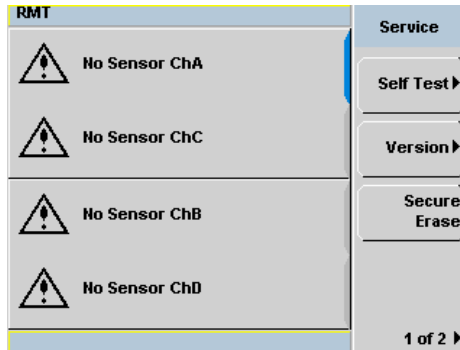 RMT
No Sensor ChA
No Sensor ChC
No Sensor ChB
No Sensor ChD
Service
Self Test
Version
Secure
Erase
1 of 2